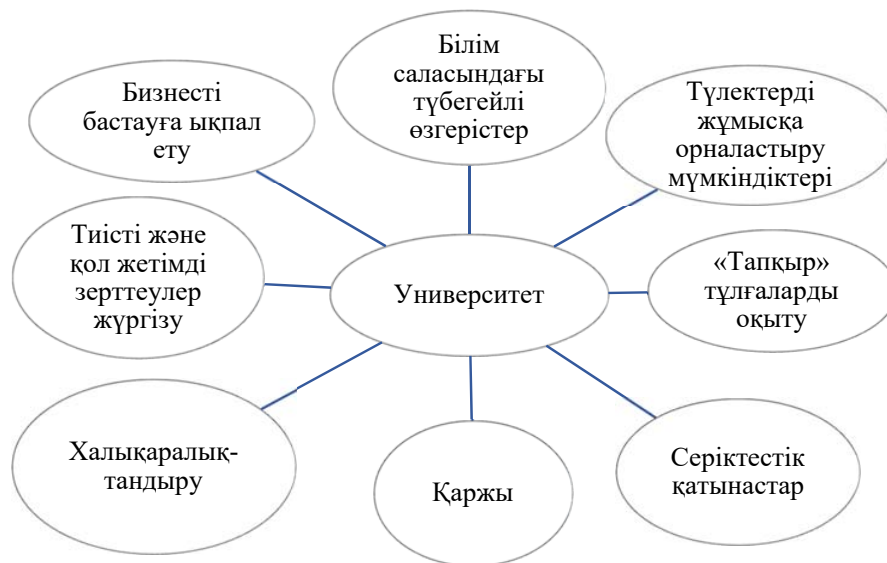 Білім
саласындағы
түбегейлі
өзгерістер
Бизнесті
бастауға ықпал
ету
Түлектерді
жұмысқа
орналастыру
мүмкіндіктері
Тиісті және
қол жетімді
зерттеулер
жүргізу
Университет
«Тапқыр»
тұлғаларды
оқыту
Халықаралық-
тандыру
Қаржы
Серіктестік
қатынастар